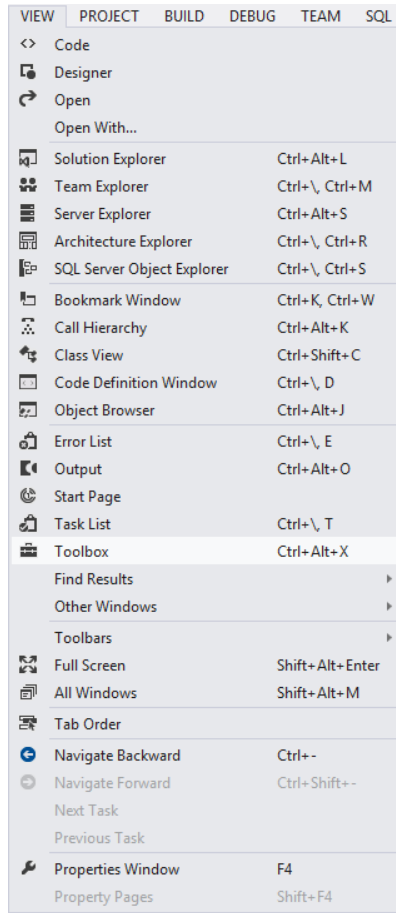 VIEW PROJECT BUILD DEBUG TEAM SQL
Code
Designer
Open
Open With...
Solution Explorer Ctrl+Alt+L
Team Explorer Ctrl+\, Ctrl+M
Server Explorer Ctrl+Alt+S
Architecture Explorer Ctrl+\, Ctrl+R
SQL Server Object Explorer Ctrl+\, Ctrl+S
Bookmark Window Ctrl+K, Ctrl+W
Call Hierarchy Ctrl+Alt+K
Class View Ctrl+Shift+C
Code Definition Window Ctrl+\, D
Object Browser Ctrl+Alt+J
Error List Ctrl+\, E
Output Ctrl+Alt+O
Start Page
Task List Ctrl+\, T
Toolbox Ctrl+Alt+X
Find Results
Other Windows
Toolbars
Full Screen Shift+Alt+Enter
All Windows Shift+Alt+M
Tab Order
Navigate Backward Ctrl+-
Navigate Forward Ctrl+Shift+-
Next Task
Previous Task
Properties Window F4
Property Pages Shift+F4